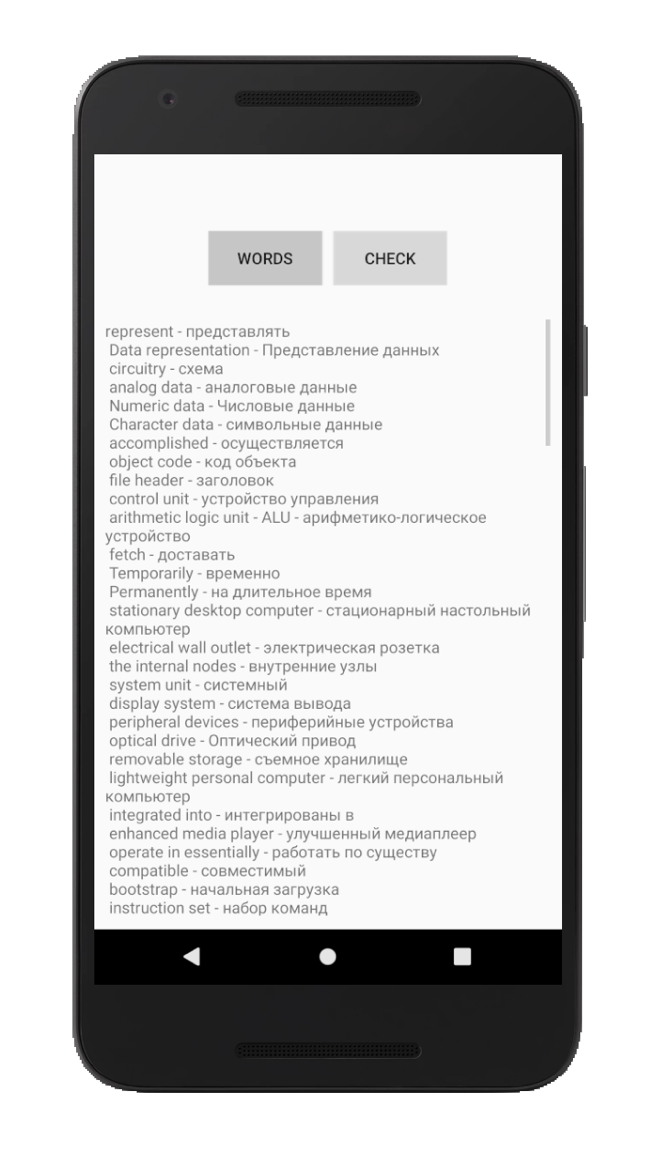 WORDS CHECK
represent - представлять
Data representation - Представление данных
circuitry - схема
analog data - аналоговые данные
Numeric data - Числовые данные
Character data - символьные данные
accomplished - осуществляется
object code - код объекта
file header - заголовок
control unit - устройство управления
arithmetic logic unit - ALU - арифметико-логическое
устройство
fetch - доставать
Temporarily - временно
Permanently - на длительное время
stationary desktop computer - стационарный настольный
компьютер
electrical wall outlet - электрическая розетка
the internal nodes - внутренние узлы
system unit - системный
display system - система вывода
peripheral devices - периферийные устройства
optical drive - Оптический привод
removable storage - съемное хранилище
lightweight personal computer - легкий персональный
компьютер
integrated into - интегрированы в
enhanced media player - улучшенный медиаплеер
operate in essentially - работать по существу
compatible - совместимый
bootstrap - начальная загрузка
instruction set - набор команд